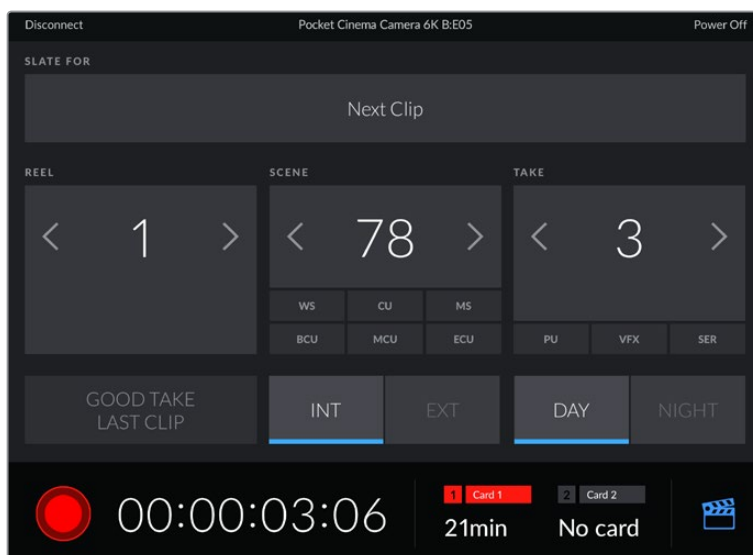 Disconnect Pocket Cinema Camera 6K B:E05 Power Off
SLATE FOR
Next Clip
REEL SCENE TAKE
1 78 3
WS CU MS
BCU MCU ECU PU VFX SER
GOOD TAKE
LAST CLIP
INT EXT DAY NIGHT
00:00:03:06
1 Card 1 2 Card 2
21min No card